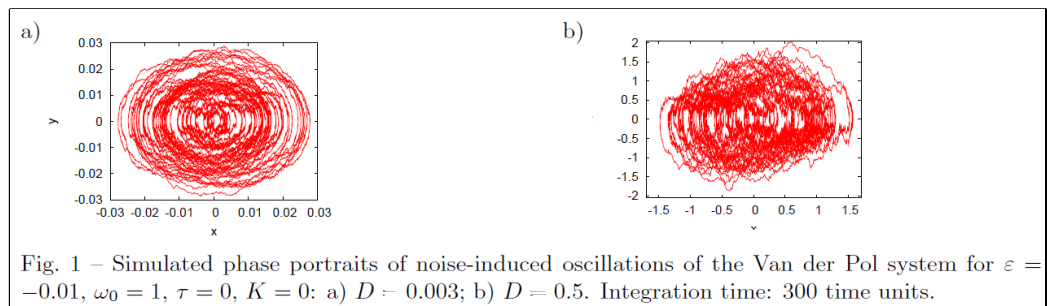 a)
b)
0.03
0.02
0.01
0
-0.01
-0.02
-0.03
y
-0.03 -0.02 -0.01 0 0.01 0.02 0.03
x
2
1.5
1
0.5
0
-0.5
-1
-1.5
-2
-1.5 -1 -0.5 0 0.5 1 1.5
Fig. 1 – Simulated phase portraits of noise-induced oscillations of the Van der Pol system for ε =
−0.01, ω₀ = 1, τ = 0, K = 0: a) D = 0.003; b) D = 0.5. Integration time: 300 time units.